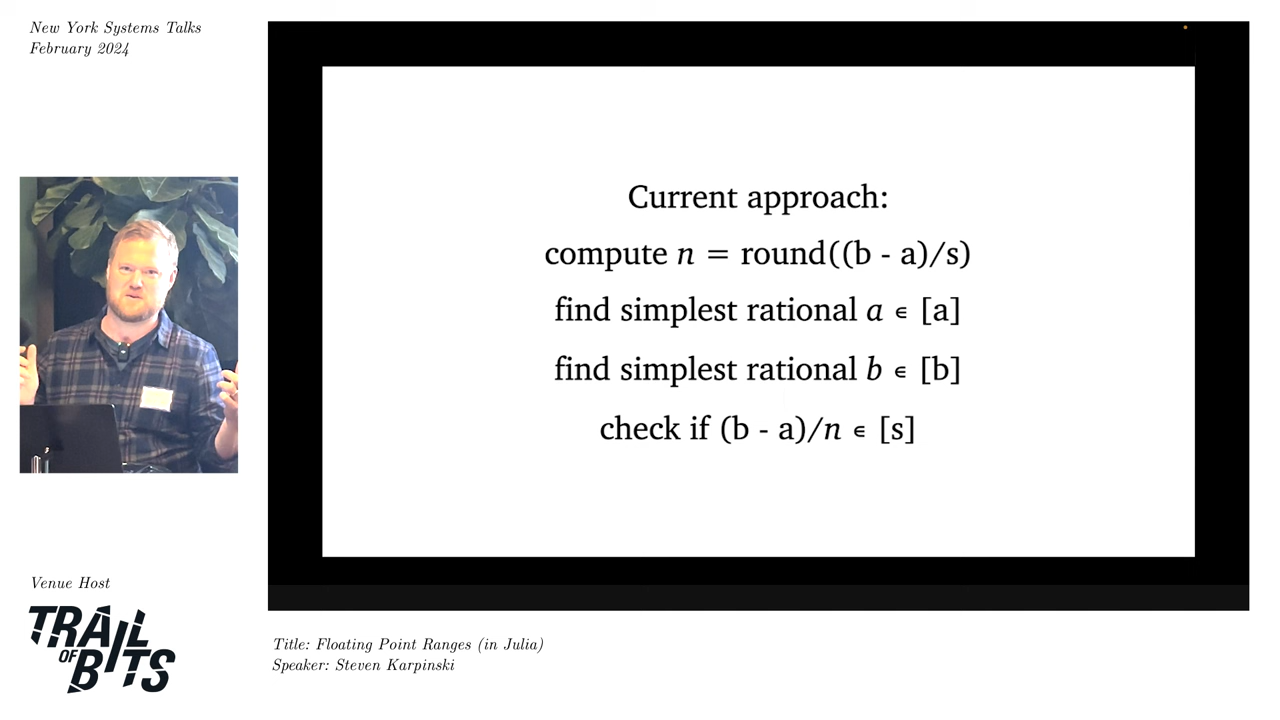 New York Systems Talks
February 2024
Current approach:
compute n = round((b - a)/s)
find simplest rational a ∈ [a]
find simplest rational b ∈ [b]
check if (b - a)/n ∈ [s]
Venue Host
TRAIL
OF
BITS
Title: Floating Point Ranges (in Julia)
Speaker: Steven Karpinski